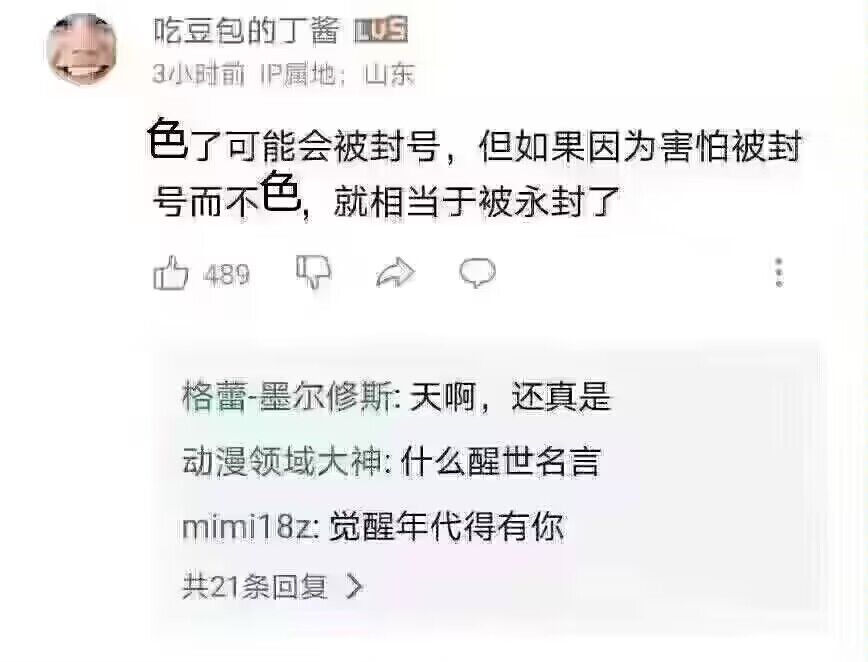 吃豆包的丁酱 LV5
3小时前 IP属地：山东
色了可能会被封号，但如果因为害怕被封
号而不色，就相当于被永封了
489
格蕾-墨尔修斯: 天啊，还真是
动漫领域大神: 什么醒世名言
mimi18z: 觉醒年代得有你
共21条回复 >